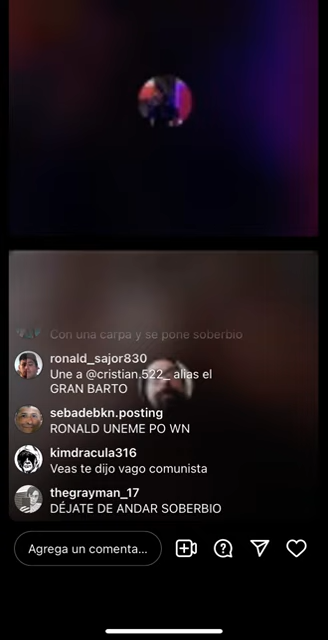 Con una carpa y se pone soberbio
ronald_sajor830
Une a @cristian.522_ alias el
GRAN BARTO
sebadebkn.posting
RONALD UNEME PO WN
kimdracula316
Veas te dijo vago comunista
thegrayman_17
DÉJATE DE ANDAR SOBERBIO
Agrega un comenta...